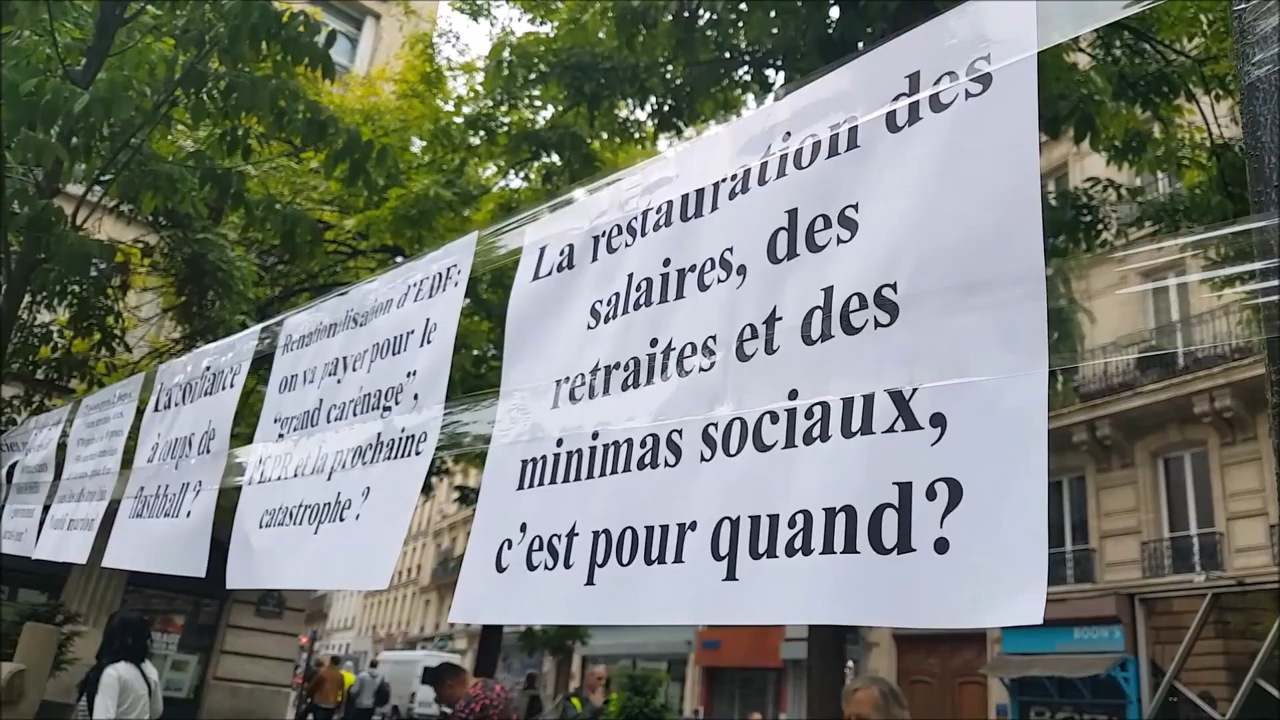 La restauration des
salaires, des
retraites et des
minimas sociaux,
c'est pour quand?
Renationalisation d'EDF:
on va payer pour le
"grand carénage",
l'EPR et la prochaine
catastrophe ?
La confiance
à coups de
flashball ?
BOON'S